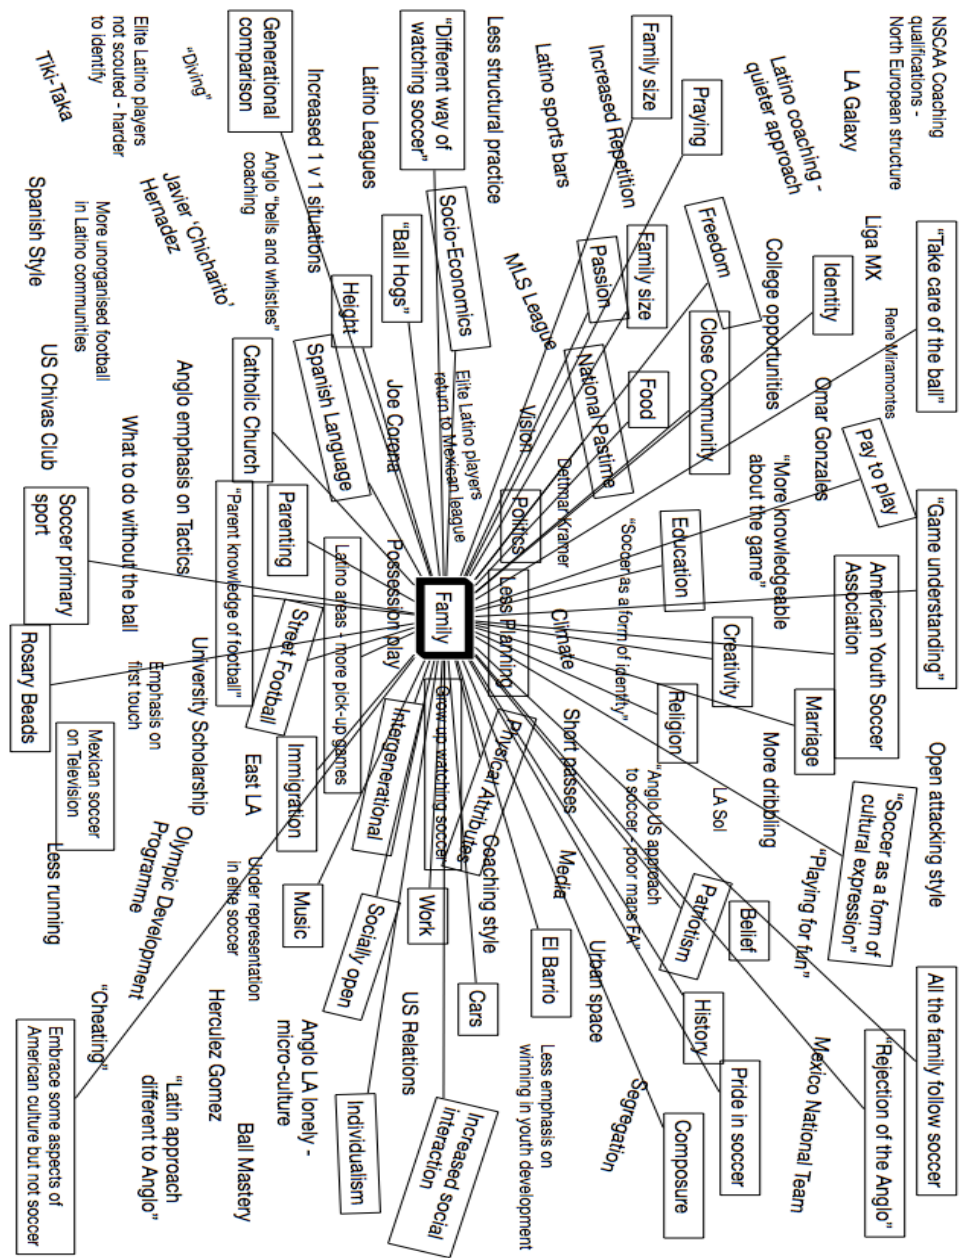 NSCAA Coaching
qualifications -
North European structure
"Take care of the ball"
"Game understanding"
Open attacking style
All the family follow soccer
LA Galaxy
Liga MX
Rene Miramontes
Pay to play
American Youth Soccer
Association
"Soccer as a form of
cultural expression"
"Rejection of the Anglo"
Latino coaching -
quieter approach
Identity
Omar Gonzales
Marriage
"Playing for fun"
Mexico National Team
College opportunities
"More knowledgeable
about the game"
More dribbling
Praying
Freedom
Close Community
Creativity
LA Sol
Belief
Pride in soccer
Family size
Family size
Food
Education
Religion
Patriotism
History
Composure
Increased Repetition
Passion
National Pastime
"Soccer as a form of identity"
"Anglo US approach
to soccer - poor mans FA"
Segregation
Latino sports bars
MLS League
Dettmar Kramer
Climate
Short passes
Media
Urban space
Less structural practice
Vision
Politics
Less Planning
Physical Attributes
El Barrio
Less emphasis on
winning in youth development
"Different way of
watching soccer"
Socio-Economics
Elite Latino players
return to Mexican league
Family
Grow up watching soccer
Coaching style
Cars
Increased social
interaction
Latino Leagues
"Ball Hogs"
Joe Corona
Possession play
Intergenerational
Work
US Relations
Increased 1 v 1 situations
Height
Spanish Language
Latino areas - more pick-up games
Socially open
Individualism
Generational
comparison
Anglo "bells and whistles"
coaching
Catholic Church
Parenting
Street Football
Immigration
Music
Anglo LA lonely -
micro-culture
"Diving"
Javier 'Chicharito'
Hernadez
Anglo emphasis on Tactics
"Parent knowledge of football"
East LA
Under representation
in elite soccer
Herculez Gomez
Ball Mastery
Elite Latino players
not scouted - harder
to identify
More unorganised football
in Latino communities
What to do without the ball
University Scholarship
Emphasis on
first touch
Olympic Development
Programme
"Latin approach
different to Anglo"
Tiki-Taka
Spanish Style
US Chivas Club
Soccer primary
sport
Rosary Beads
Mexican soccer
on Television
Less running
"Cheating"
Embrace some aspects of
American culture but not soccer